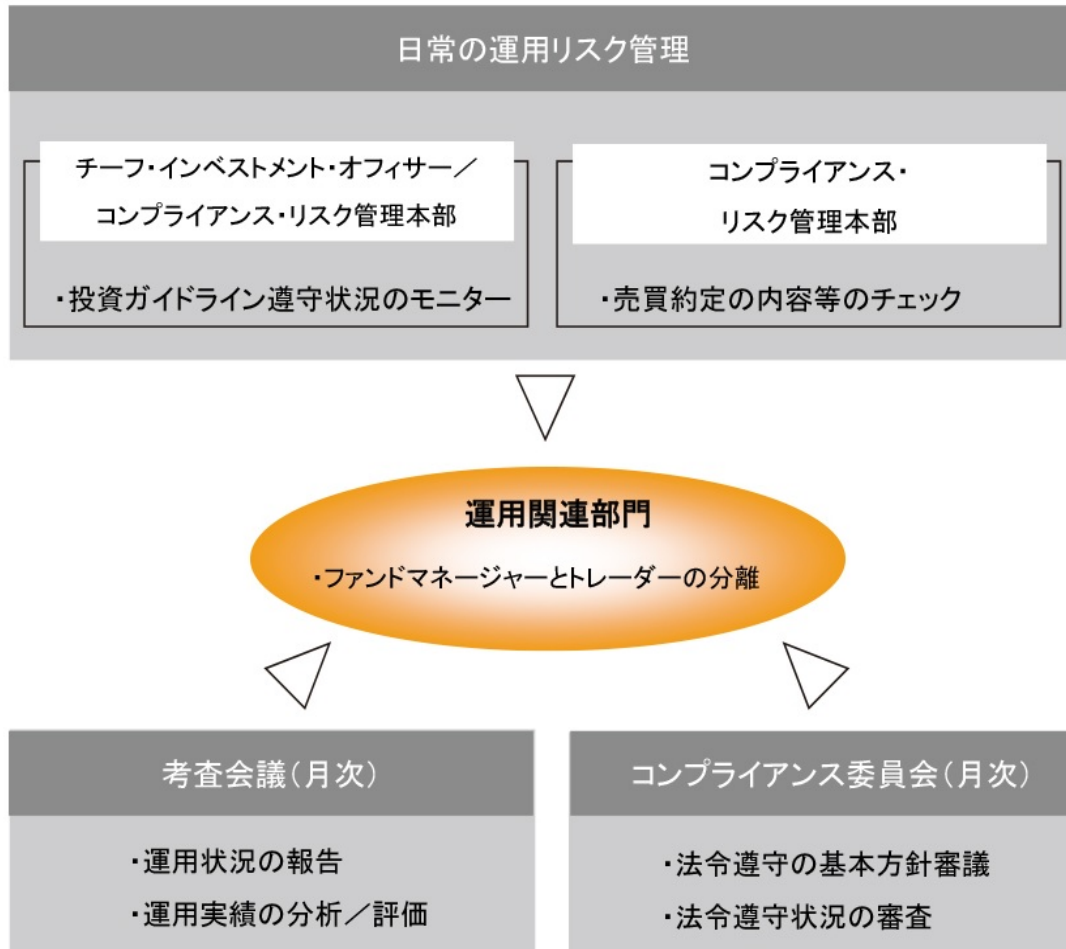 日常の運用リスク管理
チーフ・インベストメント・オフィサー／
コンプライアンス・リスク管理本部
・投資ガイドライン遵守状況のモニター
コンプライアンス・
リスク管理本部
・売買約定の内容等のチェック
運用関連部門
・ファンドマネージャーとトレーダーの分離
考査会議（月次）
・運用状況の報告
・運用実績の分析／評価
コンプライアンス委員会（月次）
・法令遵守の基本方針審議
・法令遵守状況の審査